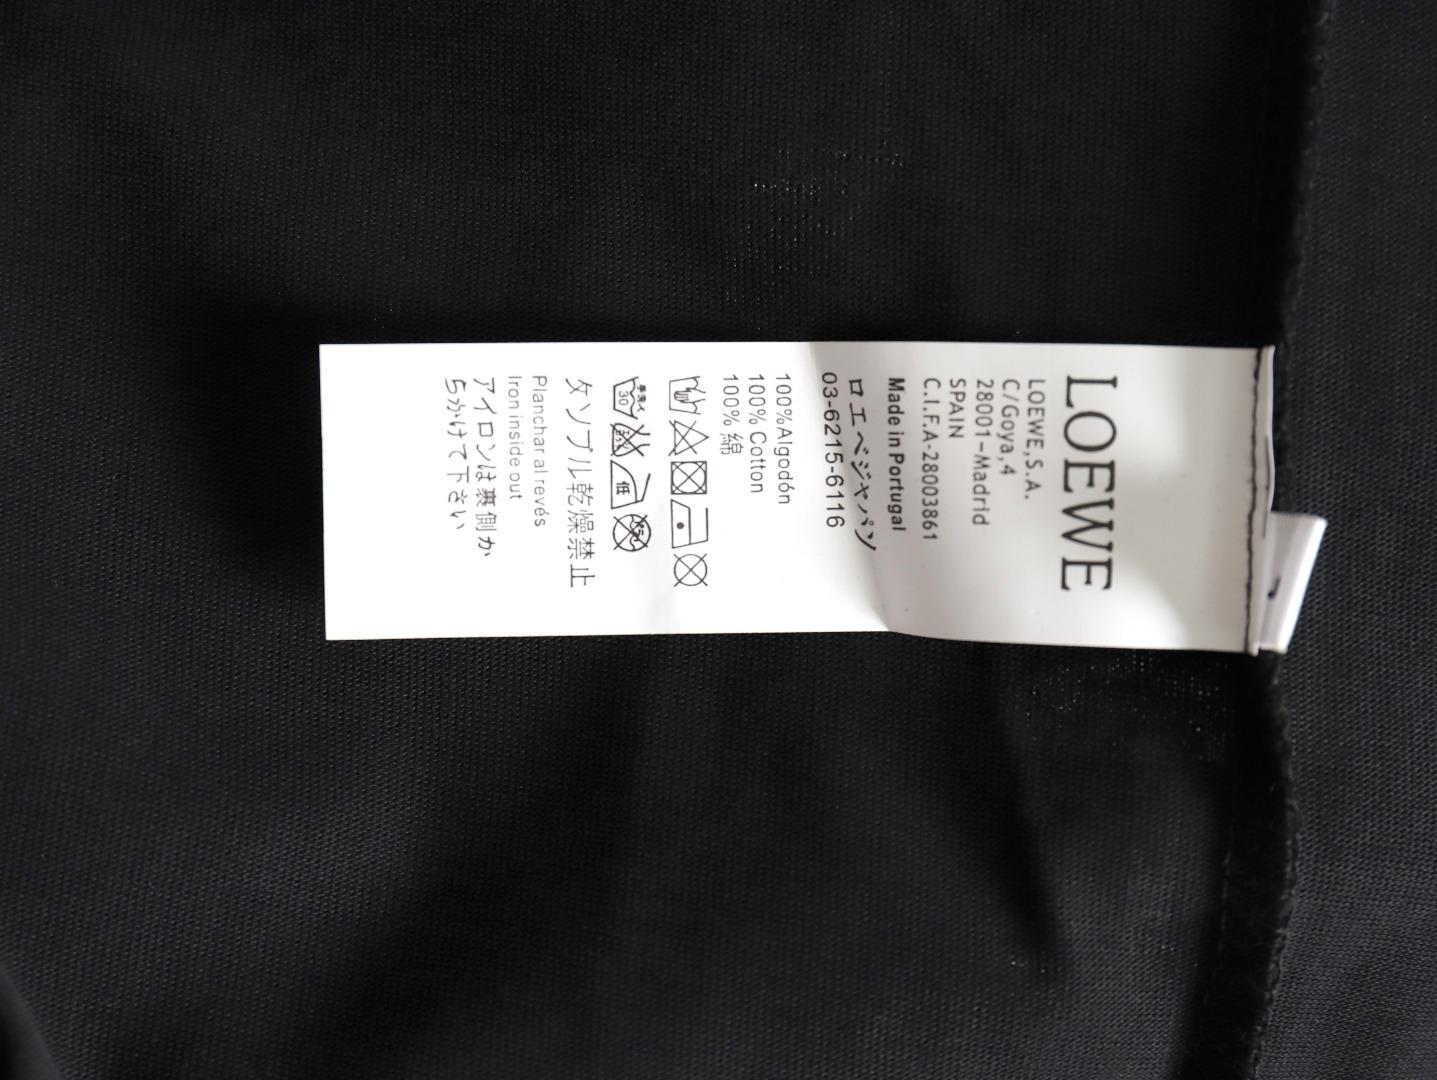 LOEWE
LOEWE,S.A.
C/Goya,4
28001-Madrid
SPAIN
C.I.F.A-28003861
Made in Portugal
ロエベジャパン
03-6215-6116
100%Algodón
100% Cotton
100% 綿
手洗イ
30
低
タンブル乾燥禁止
Planchar al revés
Iron inside out
アイロンは裏側か
らかけて下さい